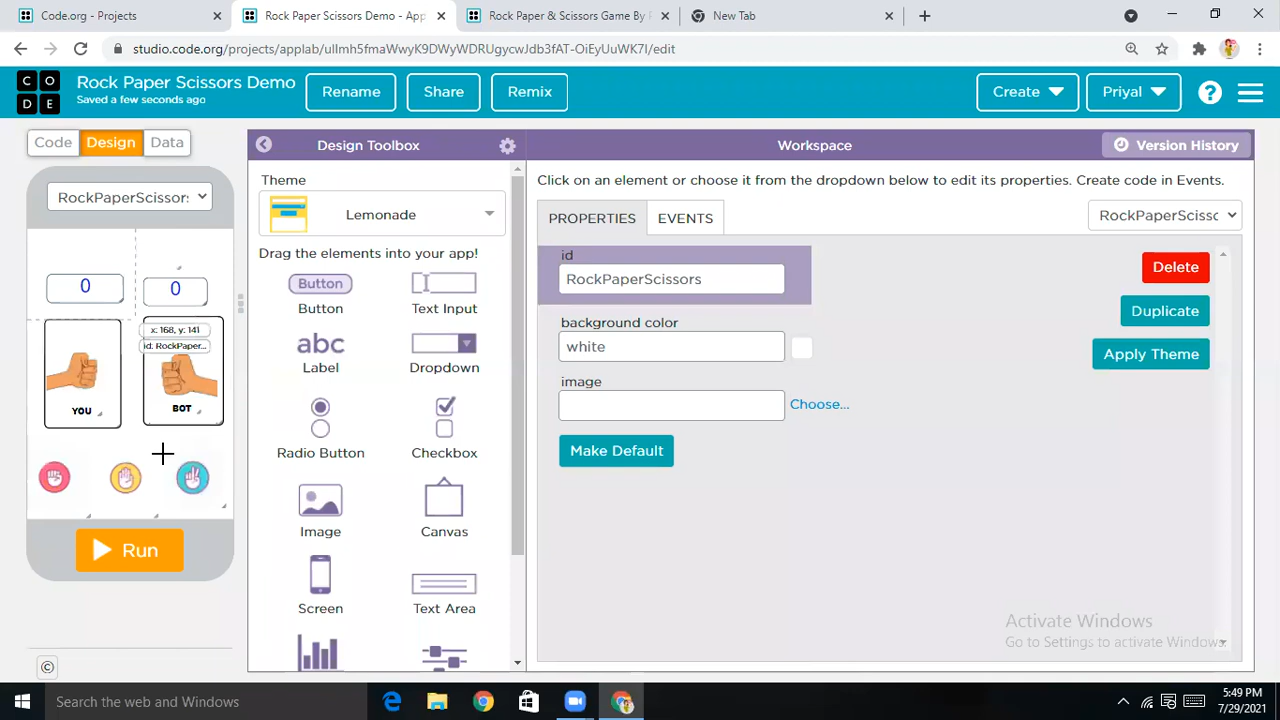 Code.org - Projects
Rock Paper Scissors Demo - App
Rock Paper & Scissors Game By P
New Tab
studio.code.org/projects/applab/ullmh5fmaWwyK9DWyWDRUgycwJdb3fAT-OiEyUuWK7I/edit
C O
D E
Rock Paper Scissors Demo
Saved a few seconds ago
Rename
Share
Remix
Create
Priyal
?
Code
Design
Data
Design Toolbox
Workspace
Version History
RockPaperScissor:
Theme
Lemonade
Drag the elements into your app!
Button
Button
Text Input
abc
Label
Dropdown
Radio Button
Checkbox
Image
Canvas
Screen
Text Area
Click on an element or choose it from the dropdown below to edit its properties. Create code in Events.
PROPERTIES
EVENTS
RockPaperSciss
id
RockPaperScissors
Delete
background color
white
Duplicate
Apply Theme
image
Choose...
Make Default
0
0
x: 168, y: 141
id: RockPaper...
YOU
BOT
Run
©
Activate Windows
Go to Settings to activate Windows.
Search the web and Windows
5:49 PM
7/29/2021